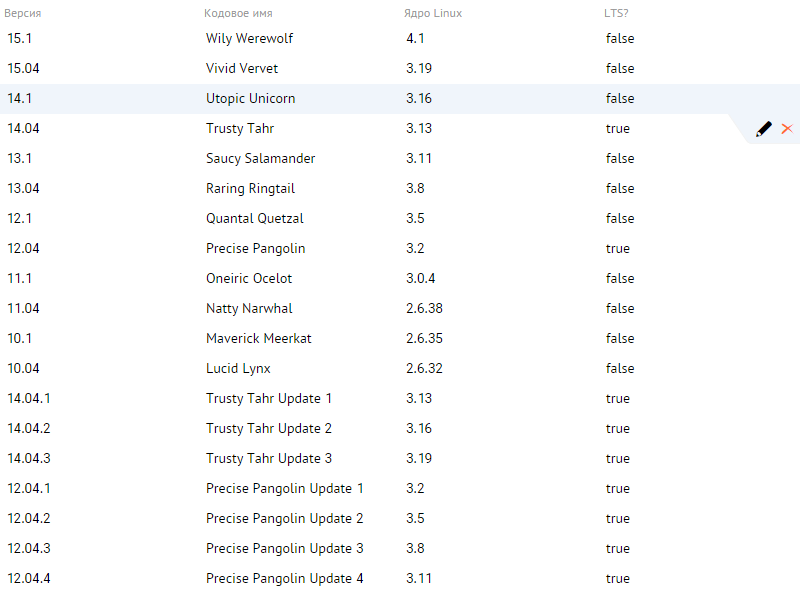 Версия Кодовое имя Ядро Linux LTS?
15.1 Wily Werewolf 4.1 false
15.04 Vivid Vervet 3.19 false
14.1 Utopic Unicorn 3.16 false
14.04 Trusty Tahr 3.13 true
13.1 Saucy Salamander 3.11 false
13.04 Raring Ringtail 3.8 false
12.1 Quantal Quetzal 3.5 false
12.04 Precise Pangolin 3.2 true
11.1 Oneiric Ocelot 3.0.4 false
11.04 Natty Narwhal 2.6.38 false
10.1 Maverick Meerkat 2.6.35 false
10.04 Lucid Lynx 2.6.32 false
14.04.1 Trusty Tahr Update 1 3.13 true
14.04.2 Trusty Tahr Update 2 3.16 true
14.04.3 Trusty Tahr Update 3 3.19 true
12.04.1 Precise Pangolin Update 1 3.2 true
12.04.2 Precise Pangolin Update 2 3.5 true
12.04.3 Precise Pangolin Update 3 3.8 true
12.04.4 Precise Pangolin Update 4 3.11 true